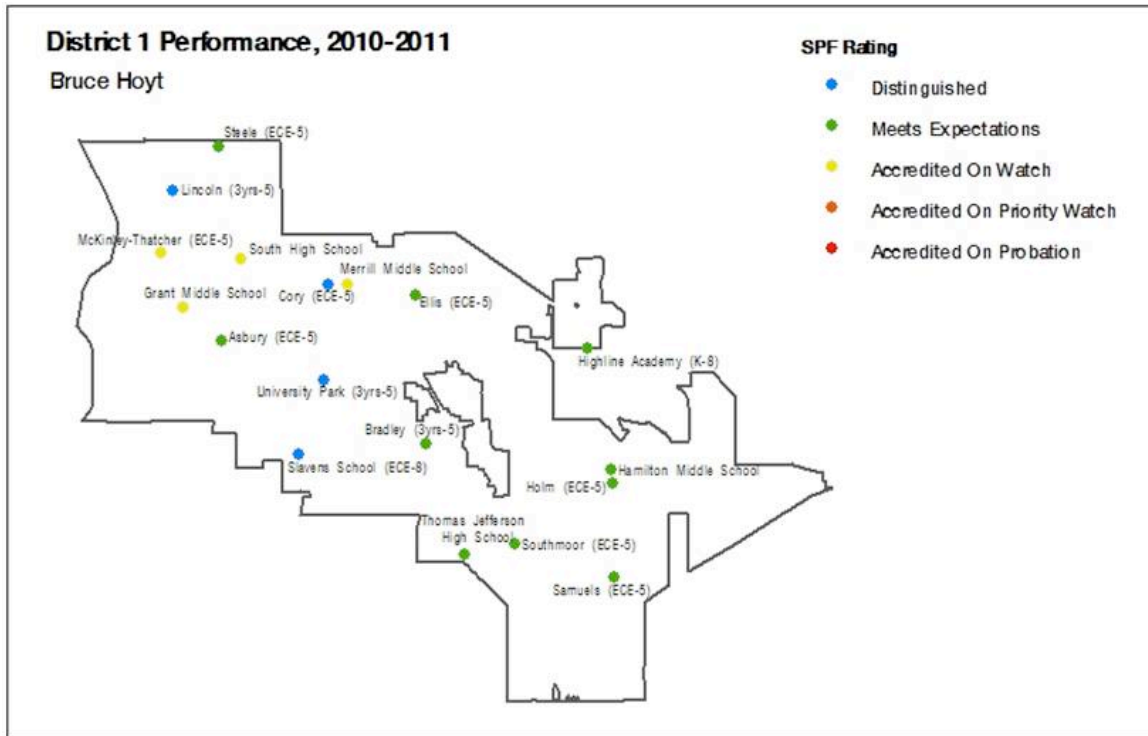 District 1 Performance, 2010-2011
Bruce Hoyt
SPF Rating
Distinguished
Meets Expectations
Accredited On Watch
Accredited On Priority Watch
Accredited On Probation
Steele (ECE-5)
Lincoln (3yrs-5)
McKinley-Thatcher (ECE-5)
South High School
Merrill Middle School
Grant Middle School
Cory (ECE-5)
Ellis (ECE-5)
Asbury (ECE-5)
Highline Academy (K-8)
University Park (3yrs-5)
Bradley (3yrs-5)
Slavens School (ECE-8)
Hamilton Middle School
Holm (ECE-5)
Thomas Jefferson
High School
Southmoor (ECE-5)
Samuels (ECE-5)